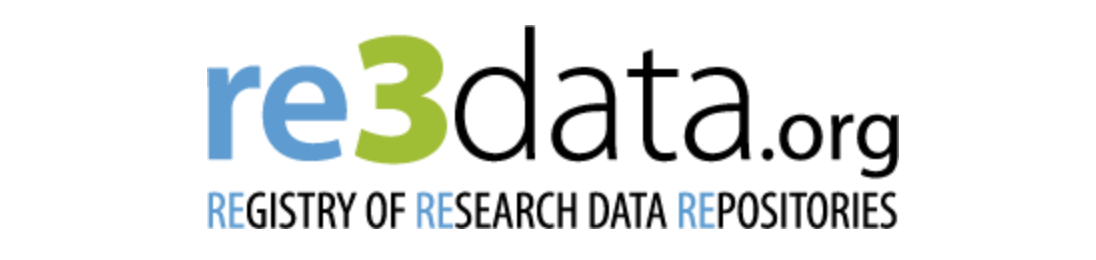 re3data.org
REGISTRY OF RESEARCH DATA REPOSITORIES